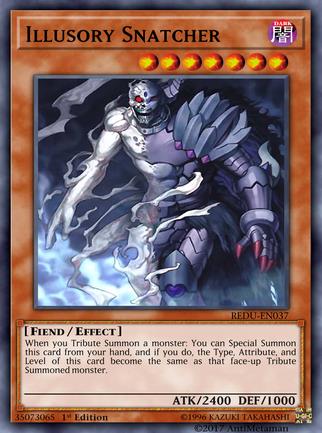 ILLUSORY SNATCHER
DARK
闇
REDU-EN037
[FIEND / EFFECT]
When you Tribute Summon a monster: You can Special Summon
this card from your hand, and if you do, the Type, Attribute, and
Level of this card become the same as that face-up Tribute
Summoned monster.
ATK/2400 DEF/1000
35073065 1st Edition ©1996 KAZUKI TAKAHASHI
©2017 AntiMetaman